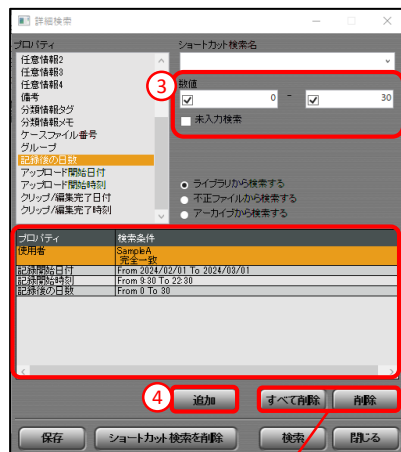 詳細検索
プロパティ
ショートカット検索名
任意情報2
任意情報3
任意情報4
備考
分類情報タグ
分類情報メモ
ケースファイル番号
グループ
記録後の日数
アップロード開始日付
アップロード開始時刻
クリップ/編集完了日付
クリップ/編集完了時刻
③
数値
0 - 30
未入力検索
ライブラリから検索する
不正ファイルから検索する
アーカイブから検索する
プロパティ 検索条件
使用者 SampleA
完全一致
記録開始日付 From 2024/02/01 To 2024/03/01
記録開始時刻 From 9:30 To 22:30
記録後の日数 From 0 To 30
④ 追加 すべて削除 削除
保存 ショートカット検索を削除 検索 閉じる